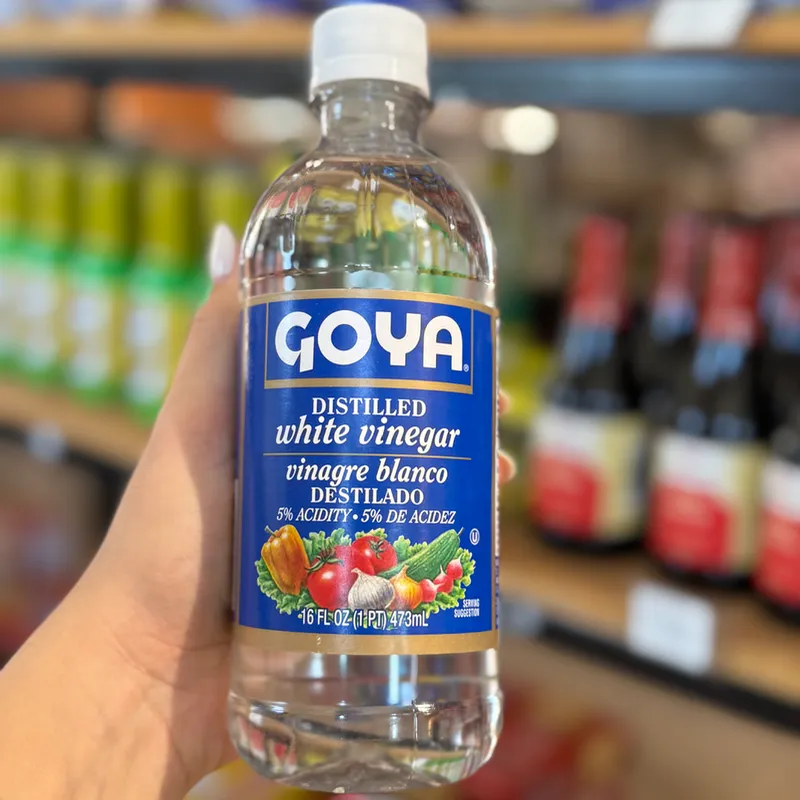 GOYA®
DISTILLED
white vinegar
vinagre blanco
DESTILADO
5% ACIDITY • 5% DE ACIDEZ
U
SERVING
SUGGESTION
16 FL OZ (1 PT) 473mL